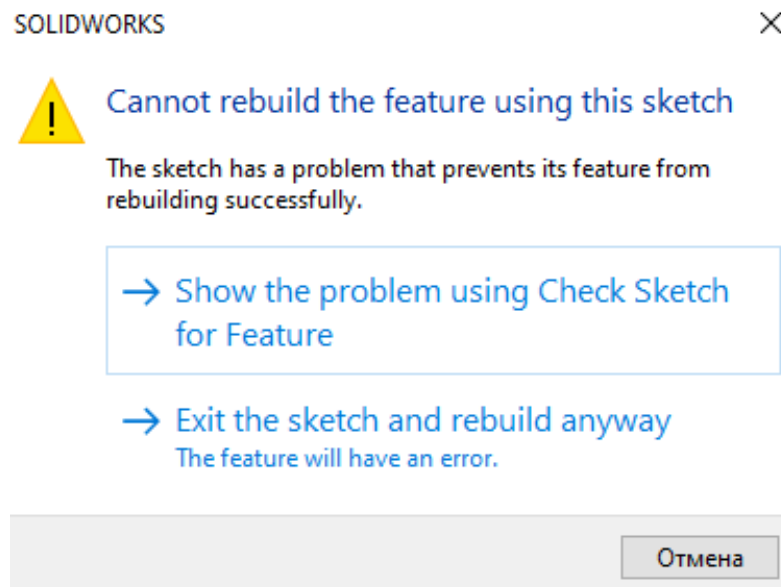 SOLIDWORKS
Cannot rebuild the feature using this sketch
The sketch has a problem that prevents its feature from
rebuilding successfully.
Show the problem using Check Sketch
for Feature
Exit the sketch and rebuild anyway
The feature will have an error.
Отмена